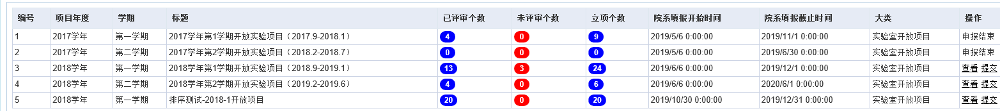 编号 项目年度 学期 标题 已评审个数 未评审个数 立项个数 院系填报开始时间 院系填报截止时间 大类 操作
1 2017学年 第一学期 2017学年第1学期开放实验项目（2017.9-2018.1） 4 0 9 2019/5/6 0:00:00 2019/11/1 0:00:00 实验室开放项目 申报结束
2 2017学年 第二学期 2017学年第2学期开放实验项目（2018.2-2018.7） 0 0 0 2019/5/6 0:00:00 2019/6/30 0:00:00 实验室开放项目 申报结束
3 2018学年 第一学期 2018学年第1学期开放实验项目（2018.9-2019.1） 13 3 24 2019/6/6 0:00:00 2019/12/1 0:00:00 实验室开放项目 查看 提交
4 2018学年 第二学期 2018学年第2学期开放实验项目（2019.2-2019.6） 4 0 6 2019/6/6 0:00:00 2020/6/1 0:00:00 实验室开放项目 查看 提交
5 2018学年 第一学期 排序测试-2018-1开放项目 20 0 20 2019/10/30 0:00:00 2019/12/31 0:00:00 实验室开放项目 查看 提交